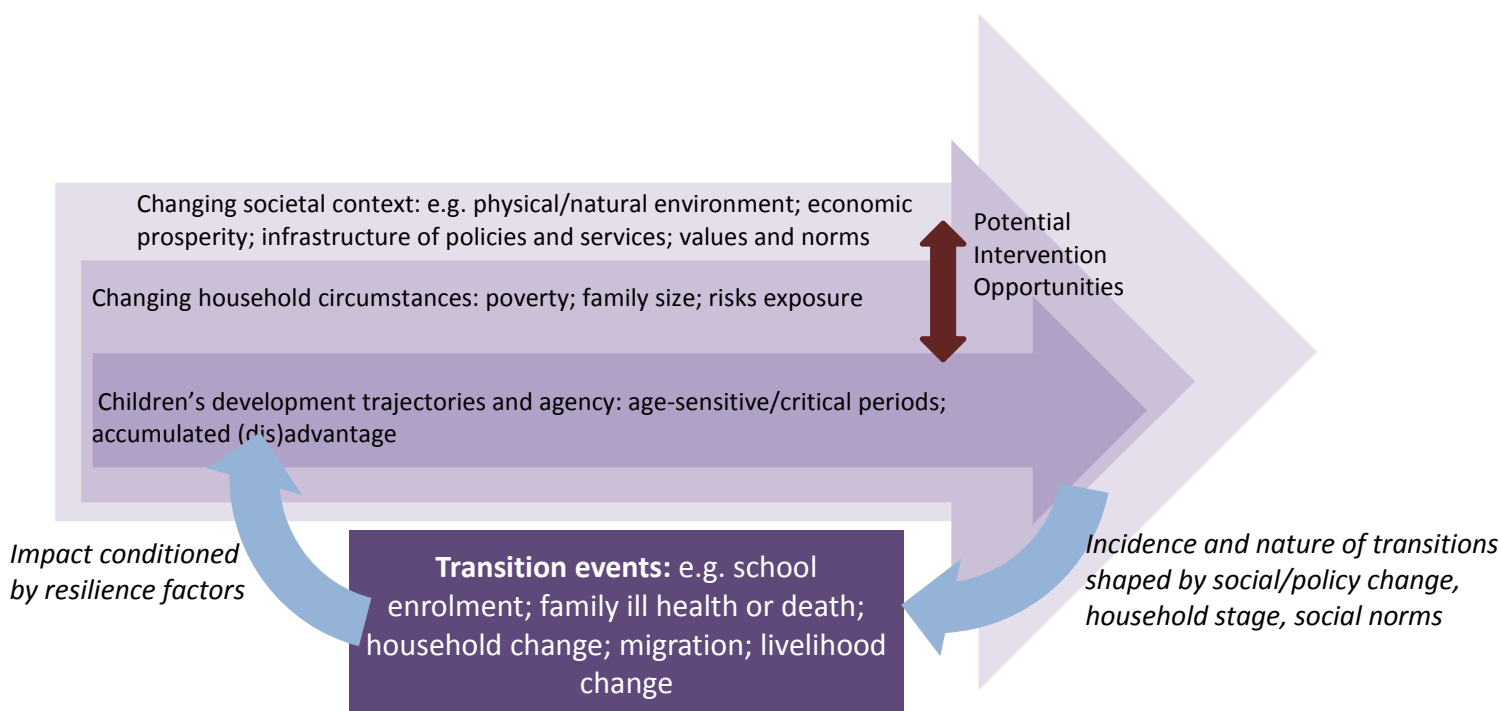 Changing societal context: e.g. physical/natural environment; economic
prosperity; infrastructure of policies and services; values and norms
Potential
Intervention
Opportunities
Changing household circumstances: poverty; family size; risks exposure
Children’s development trajectories and agency: age-sensitive/critical periods;
accumulated (dis)advantage
Impact conditioned
by resilience factors
Transition events: e.g. school
enrolment; family ill health or death;
household change; migration; livelihood
change
Incidence and nature of transitions
shaped by social/policy change,
household stage, social norms